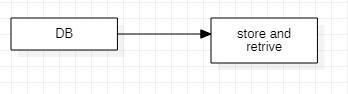 DB
store and
retrive